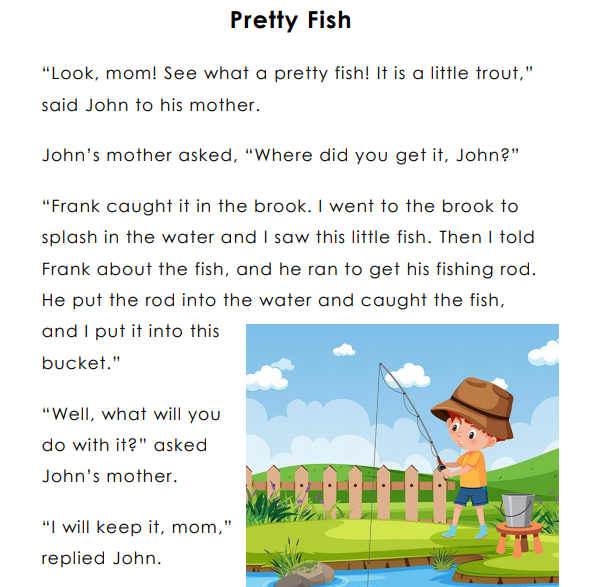 Pretty Fish
“Look, mom! See what a pretty fish! It is a little trout,”
said John to his mother.
John’s mother asked, “Where did you get it, John?”
“Frank caught it in the brook. I went to the brook to
splash in the water and I saw this little fish. Then I told
Frank about the fish, and he ran to get his fishing rod.
He put the rod into the water and caught the fish,
and I put it into this
bucket.”
“Well, what will you
do with it?” asked
John’s mother.
“I will keep it, mom,”
replied John.